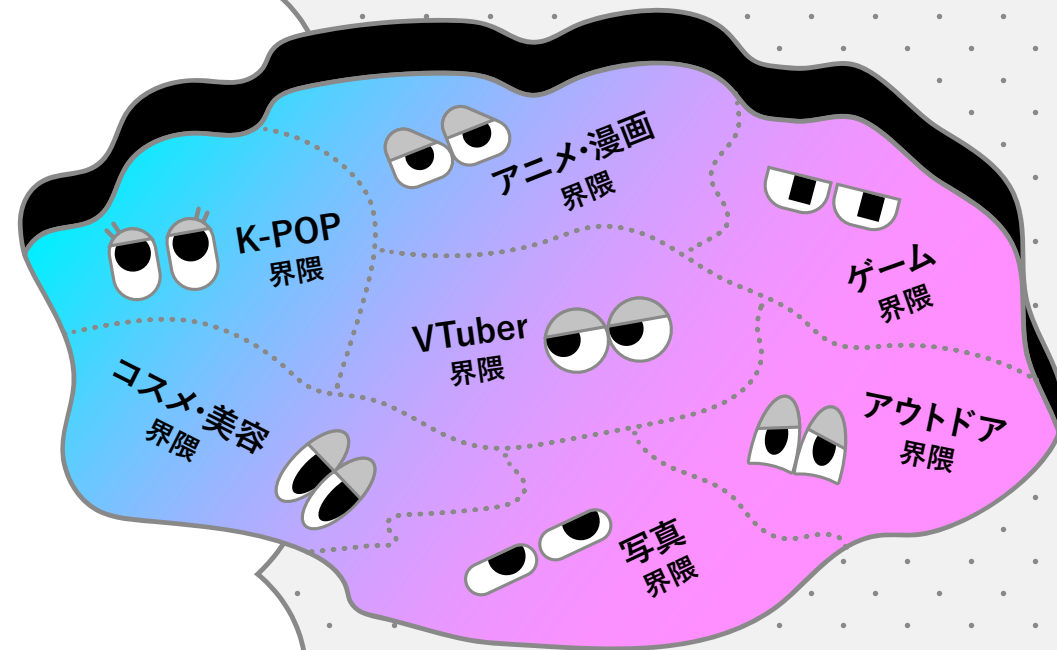 アニメ・漫画
界隈
K-POP
界隈
ゲーム
界隈
VTuber
界隈
コスメ・美容
界隈
アウトドア
界隈
写真
界隈